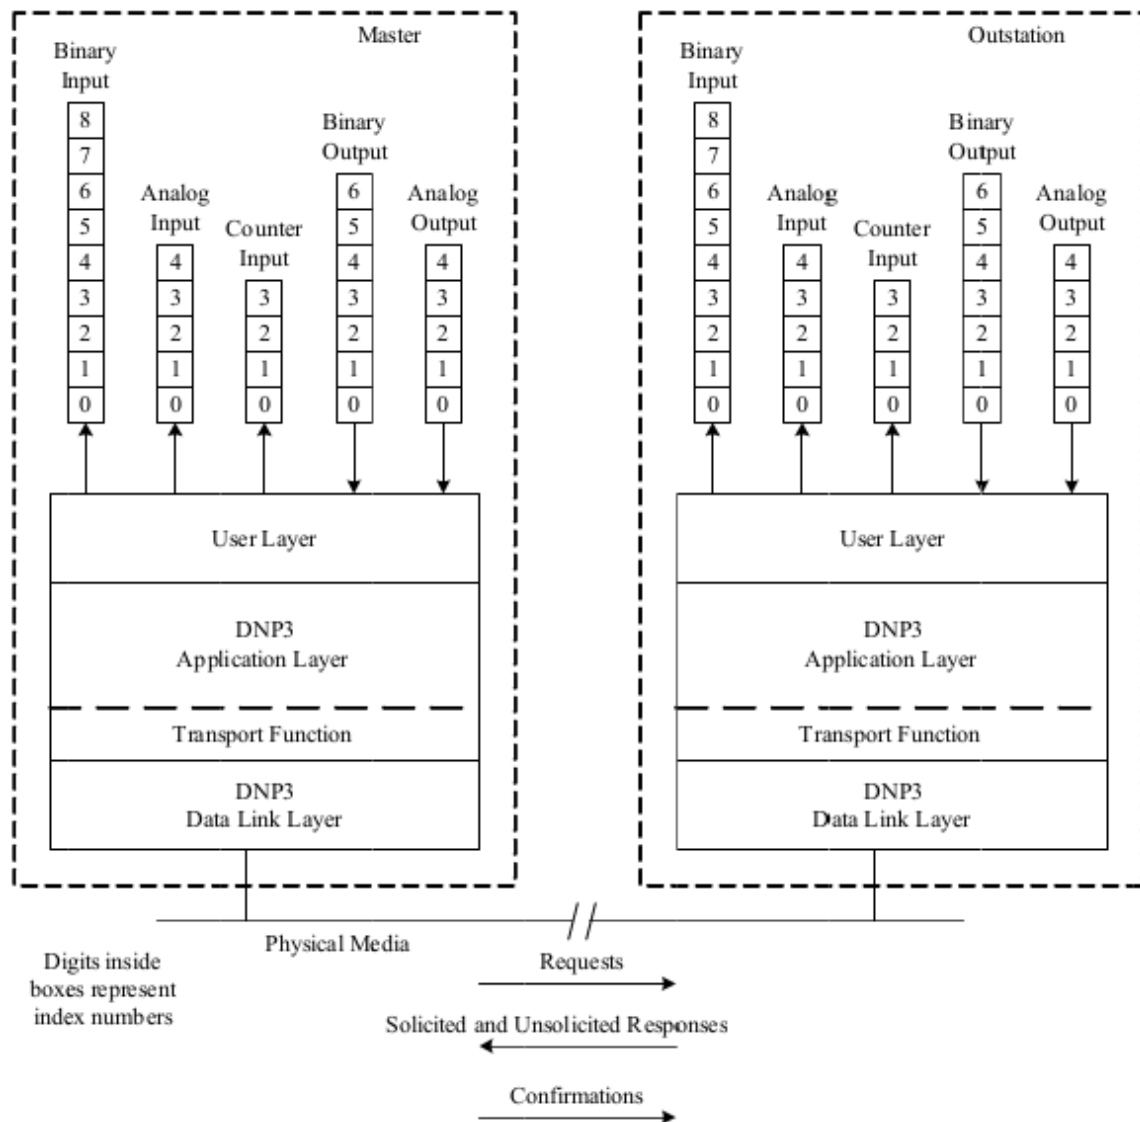 Master
Binary
Input
8
7
6
5
4
3
2
1
0
Analog
Input
4
3
2
1
0
Counter
Input
3
2
1
0
Binary
Output
6
5
4
3
2
1
0
Analog
Output
4
3
2
1
0
User Layer
DNP3
Application Layer
Transport Function
DNP3
Data Link Layer
Outstation
Binary
Input
8
7
6
5
4
3
2
1
0
Analog
Input
4
3
2
1
0
Counter
Input
3
2
1
0
Binary
Output
6
5
4
3
2
1
0
Analog
Output
4
3
2
1
0
User Layer
DNP3
Application Layer
Transport Function
DNP3
Data Link Layer
Physical Media
Digits inside
boxes represent
index numbers
Requests
Solicited and Unsolicited Responses
Confirmations